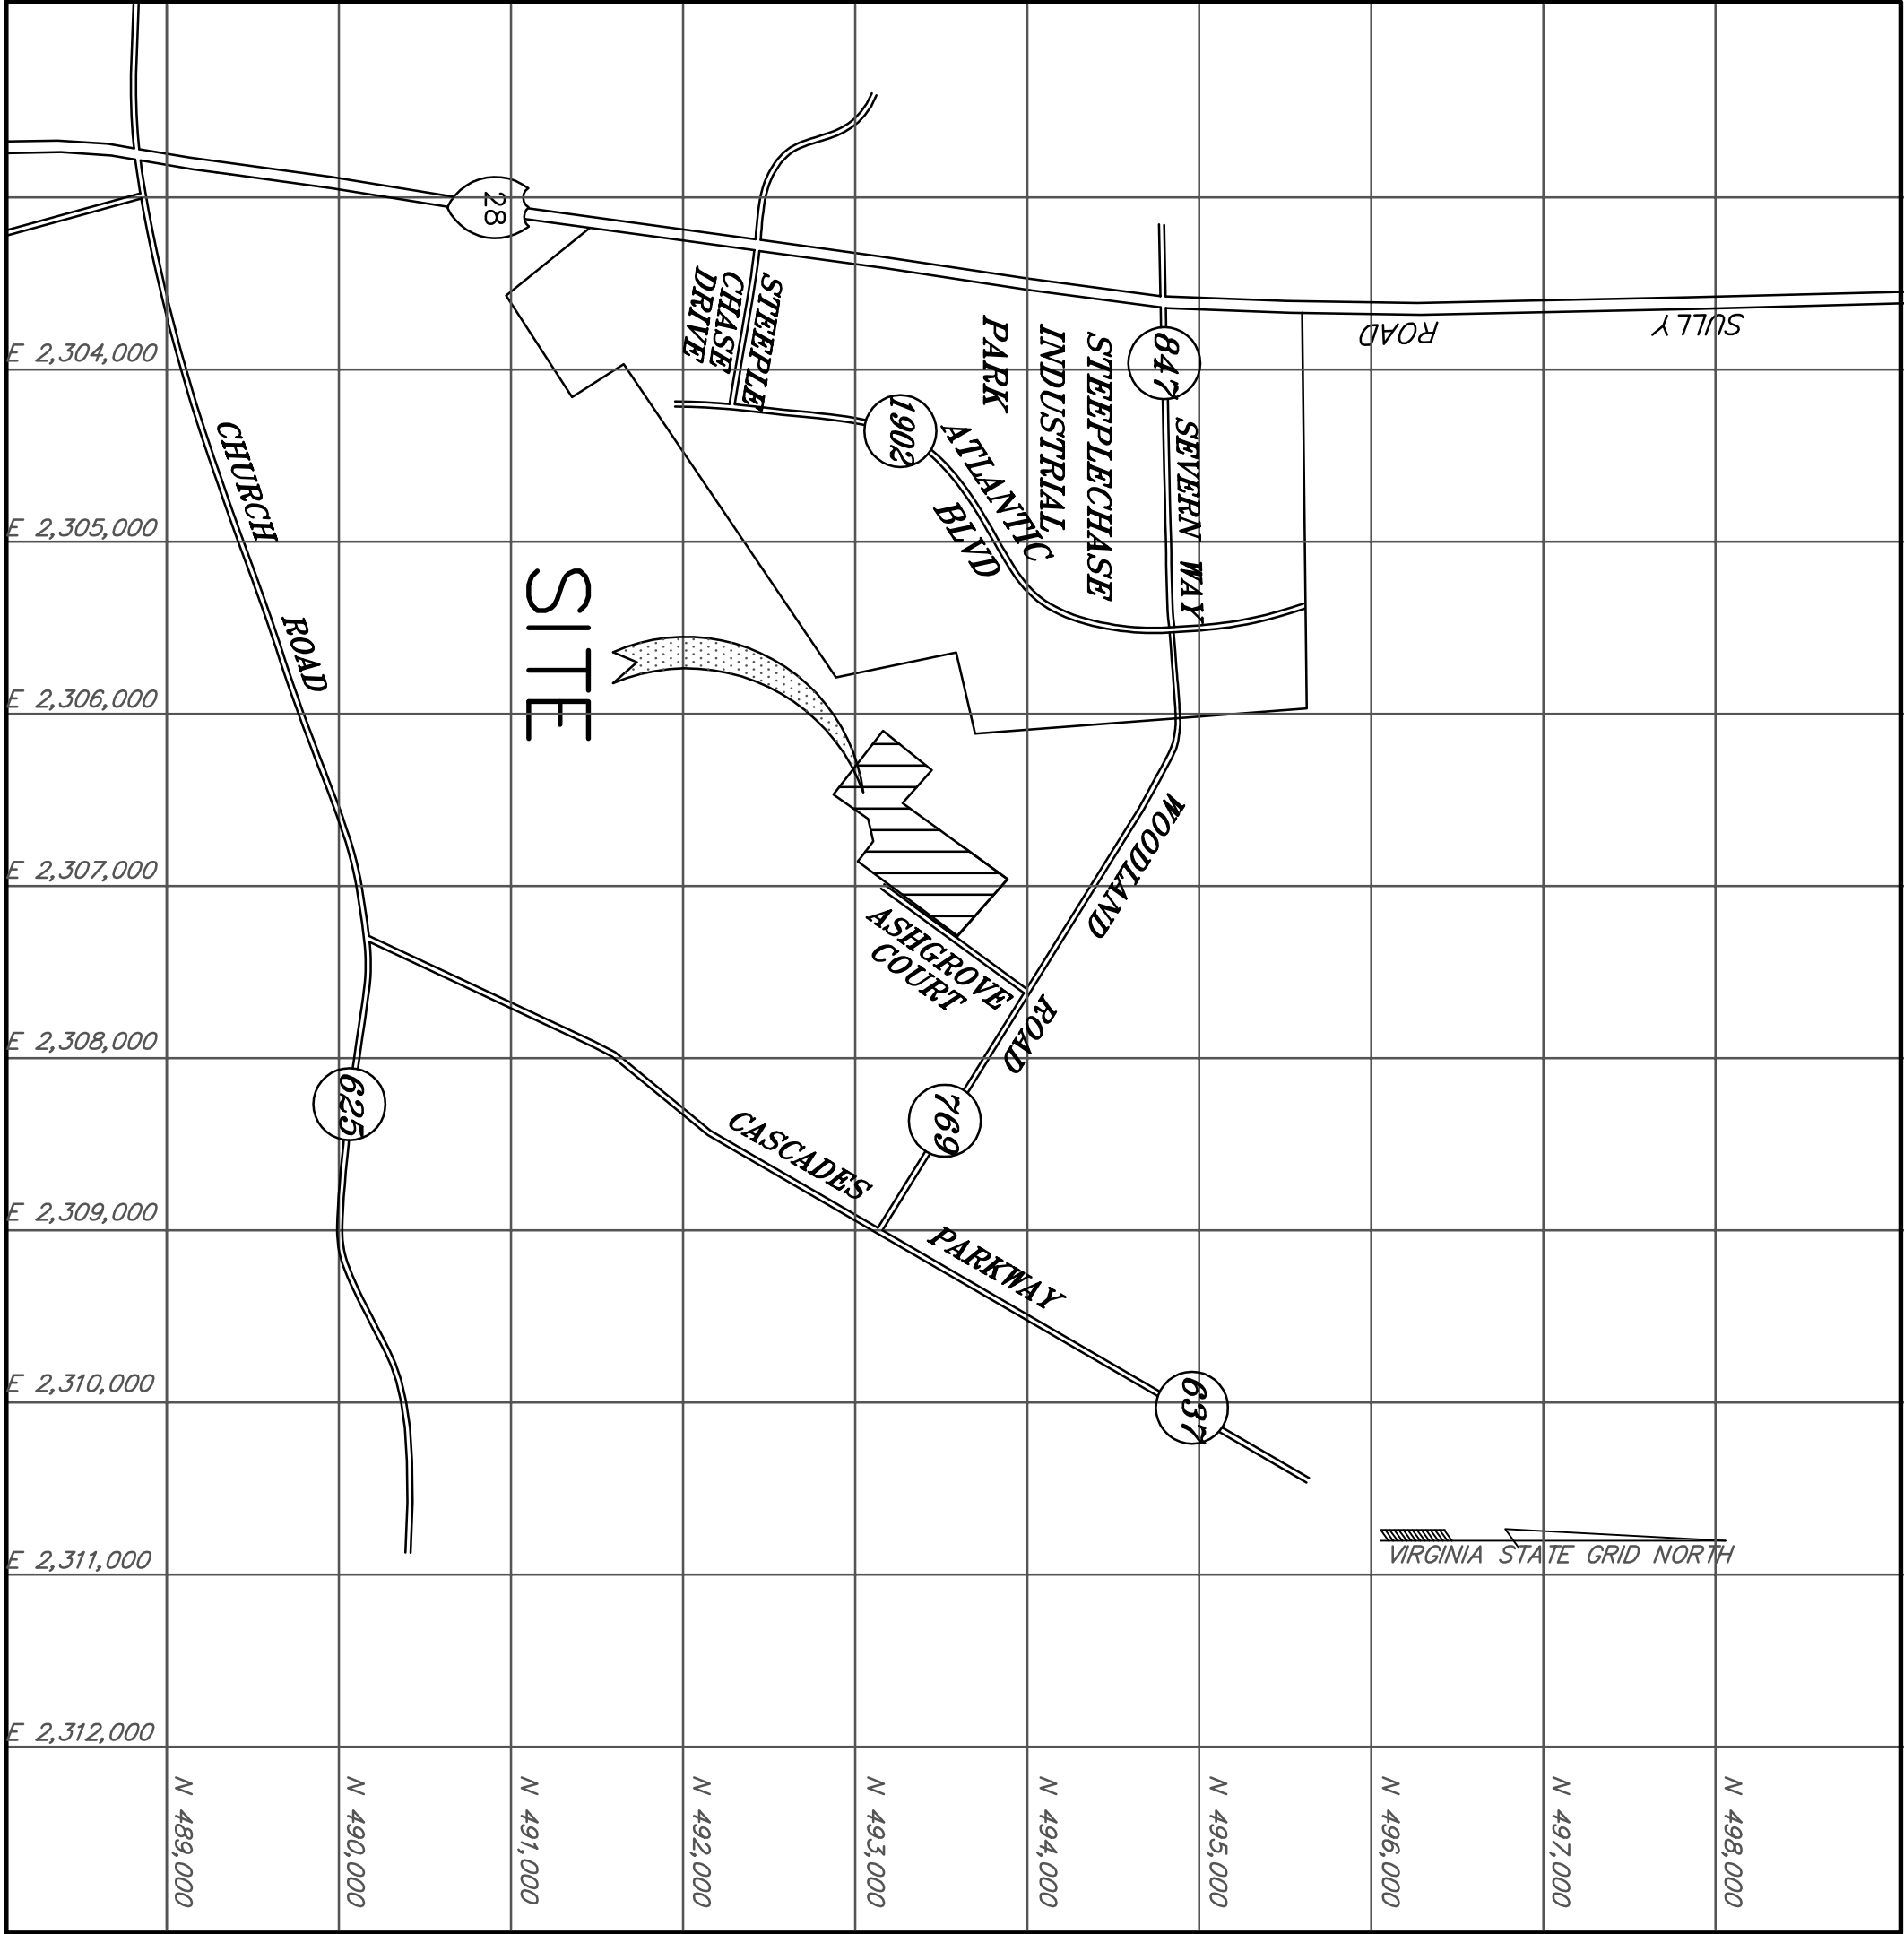 SULLY
ROAD
28
847
SEVERN WAY
STEEPLECHASE
INDUSTRIAL
PARK
STEEPLE
CHASE
DRIVE
1902
ATLANTIC
BLVD
CHURCH
ROAD
SITE
WOODLAND
ROAD
ASHGROVE
COURT
769
625
CASCADES
PARKWAY
637
VIRGINIA STATE GRID NORTH
E 2,304,000
E 2,305,000
E 2,306,000
E 2,307,000
E 2,308,000
E 2,309,000
E 2,310,000
E 2,311,000
E 2,312,000
N 489,000
N 490,000
N 491,000
N 492,000
N 493,000
N 494,000
N 495,000
N 496,000
N 497,000
N 498,000